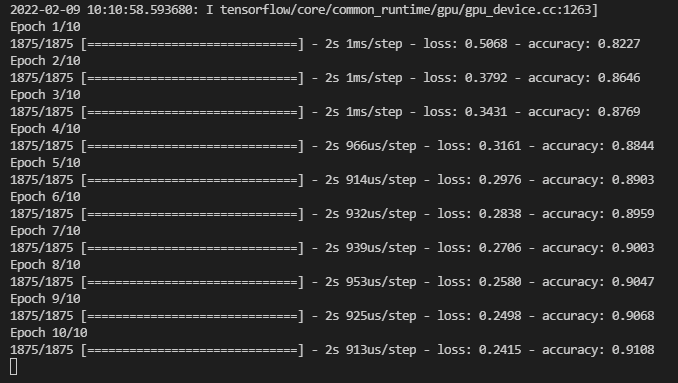 2022-02-09 10:10:58.593680: I tensorflow/core/common_runtime/gpu/gpu_device.cc:1263]
Epoch 1/10
1875/1875 [==============================] - 2s 1ms/step - loss: 0.5068 - accuracy: 0.8227
Epoch 2/10
1875/1875 [==============================] - 2s 1ms/step - loss: 0.3792 - accuracy: 0.8646
Epoch 3/10
1875/1875 [==============================] - 2s 1ms/step - loss: 0.3431 - accuracy: 0.8769
Epoch 4/10
1875/1875 [==============================] - 2s 966us/step - loss: 0.3161 - accuracy: 0.8844
Epoch 5/10
1875/1875 [==============================] - 2s 914us/step - loss: 0.2976 - accuracy: 0.8903
Epoch 6/10
1875/1875 [==============================] - 2s 932us/step - loss: 0.2838 - accuracy: 0.8959
Epoch 7/10
1875/1875 [==============================] - 2s 939us/step - loss: 0.2706 - accuracy: 0.9003
Epoch 8/10
1875/1875 [==============================] - 2s 953us/step - loss: 0.2580 - accuracy: 0.9047
Epoch 9/10
1875/1875 [==============================] - 2s 925us/step - loss: 0.2498 - accuracy: 0.9068
Epoch 10/10
1875/1875 [==============================] - 2s 913us/step - loss: 0.2415 - accuracy: 0.9108